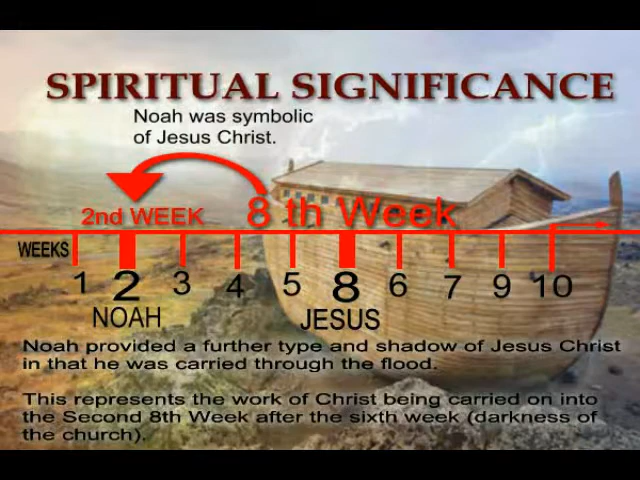 SPIRITUAL SIGNIFICANCE
Noah was symbolic
of Jesus Christ.
2nd WEEK 8 th Week
WEEKS
1 2 3 4 5 8 6 7 9 10
NOAH JESUS
Noah provided a further type and shadow of Jesus Christ
in that he was carried through the flood.
This represents the work of Christ being carried on into
the Second 8th Week after the sixth week (darkness of
the church).